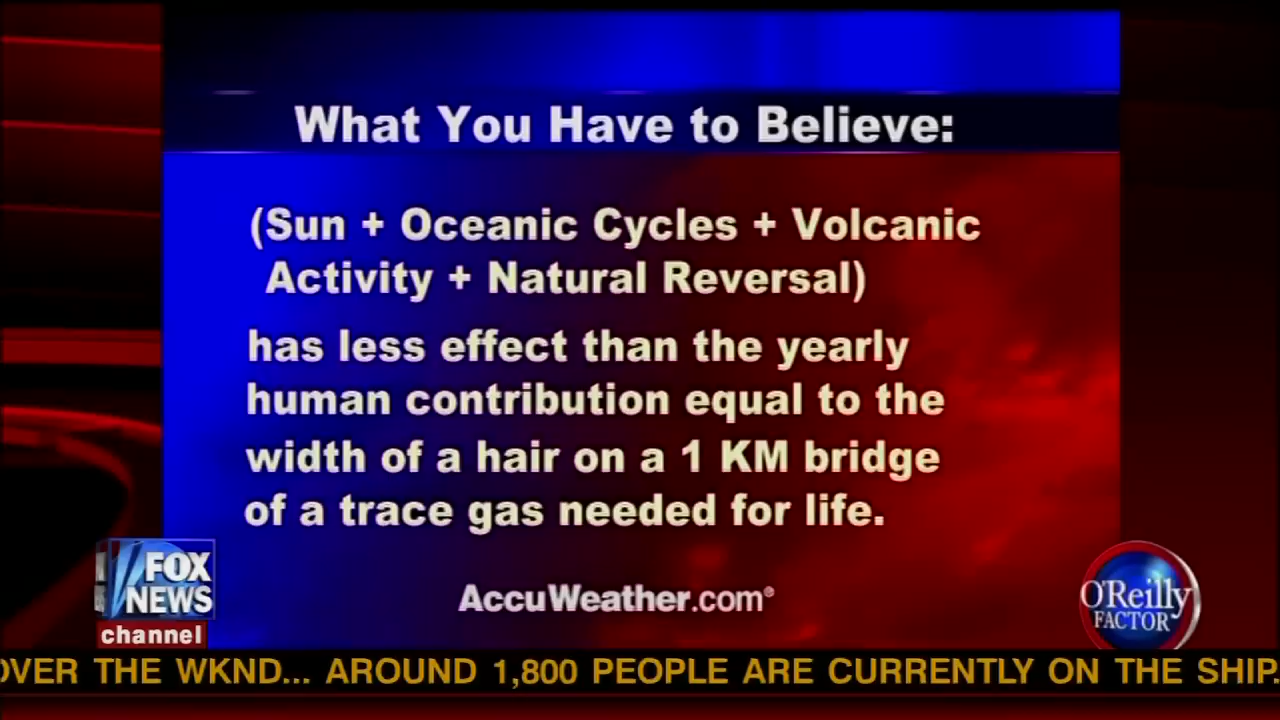 What You Have to Believe:
(Sun + Oceanic Cycles + Volcanic
Activity + Natural Reversal)
has less effect than the yearly
human contribution equal to the
width of a hair on a 1 KM bridge
of a trace gas needed for life.
AccuWeather.com®
FOX
NEWS
channel
O'Reilly
FACTOR
OVER THE WKND... AROUND 1,800 PEOPLE ARE CURRENTLY ON THE SHIP.